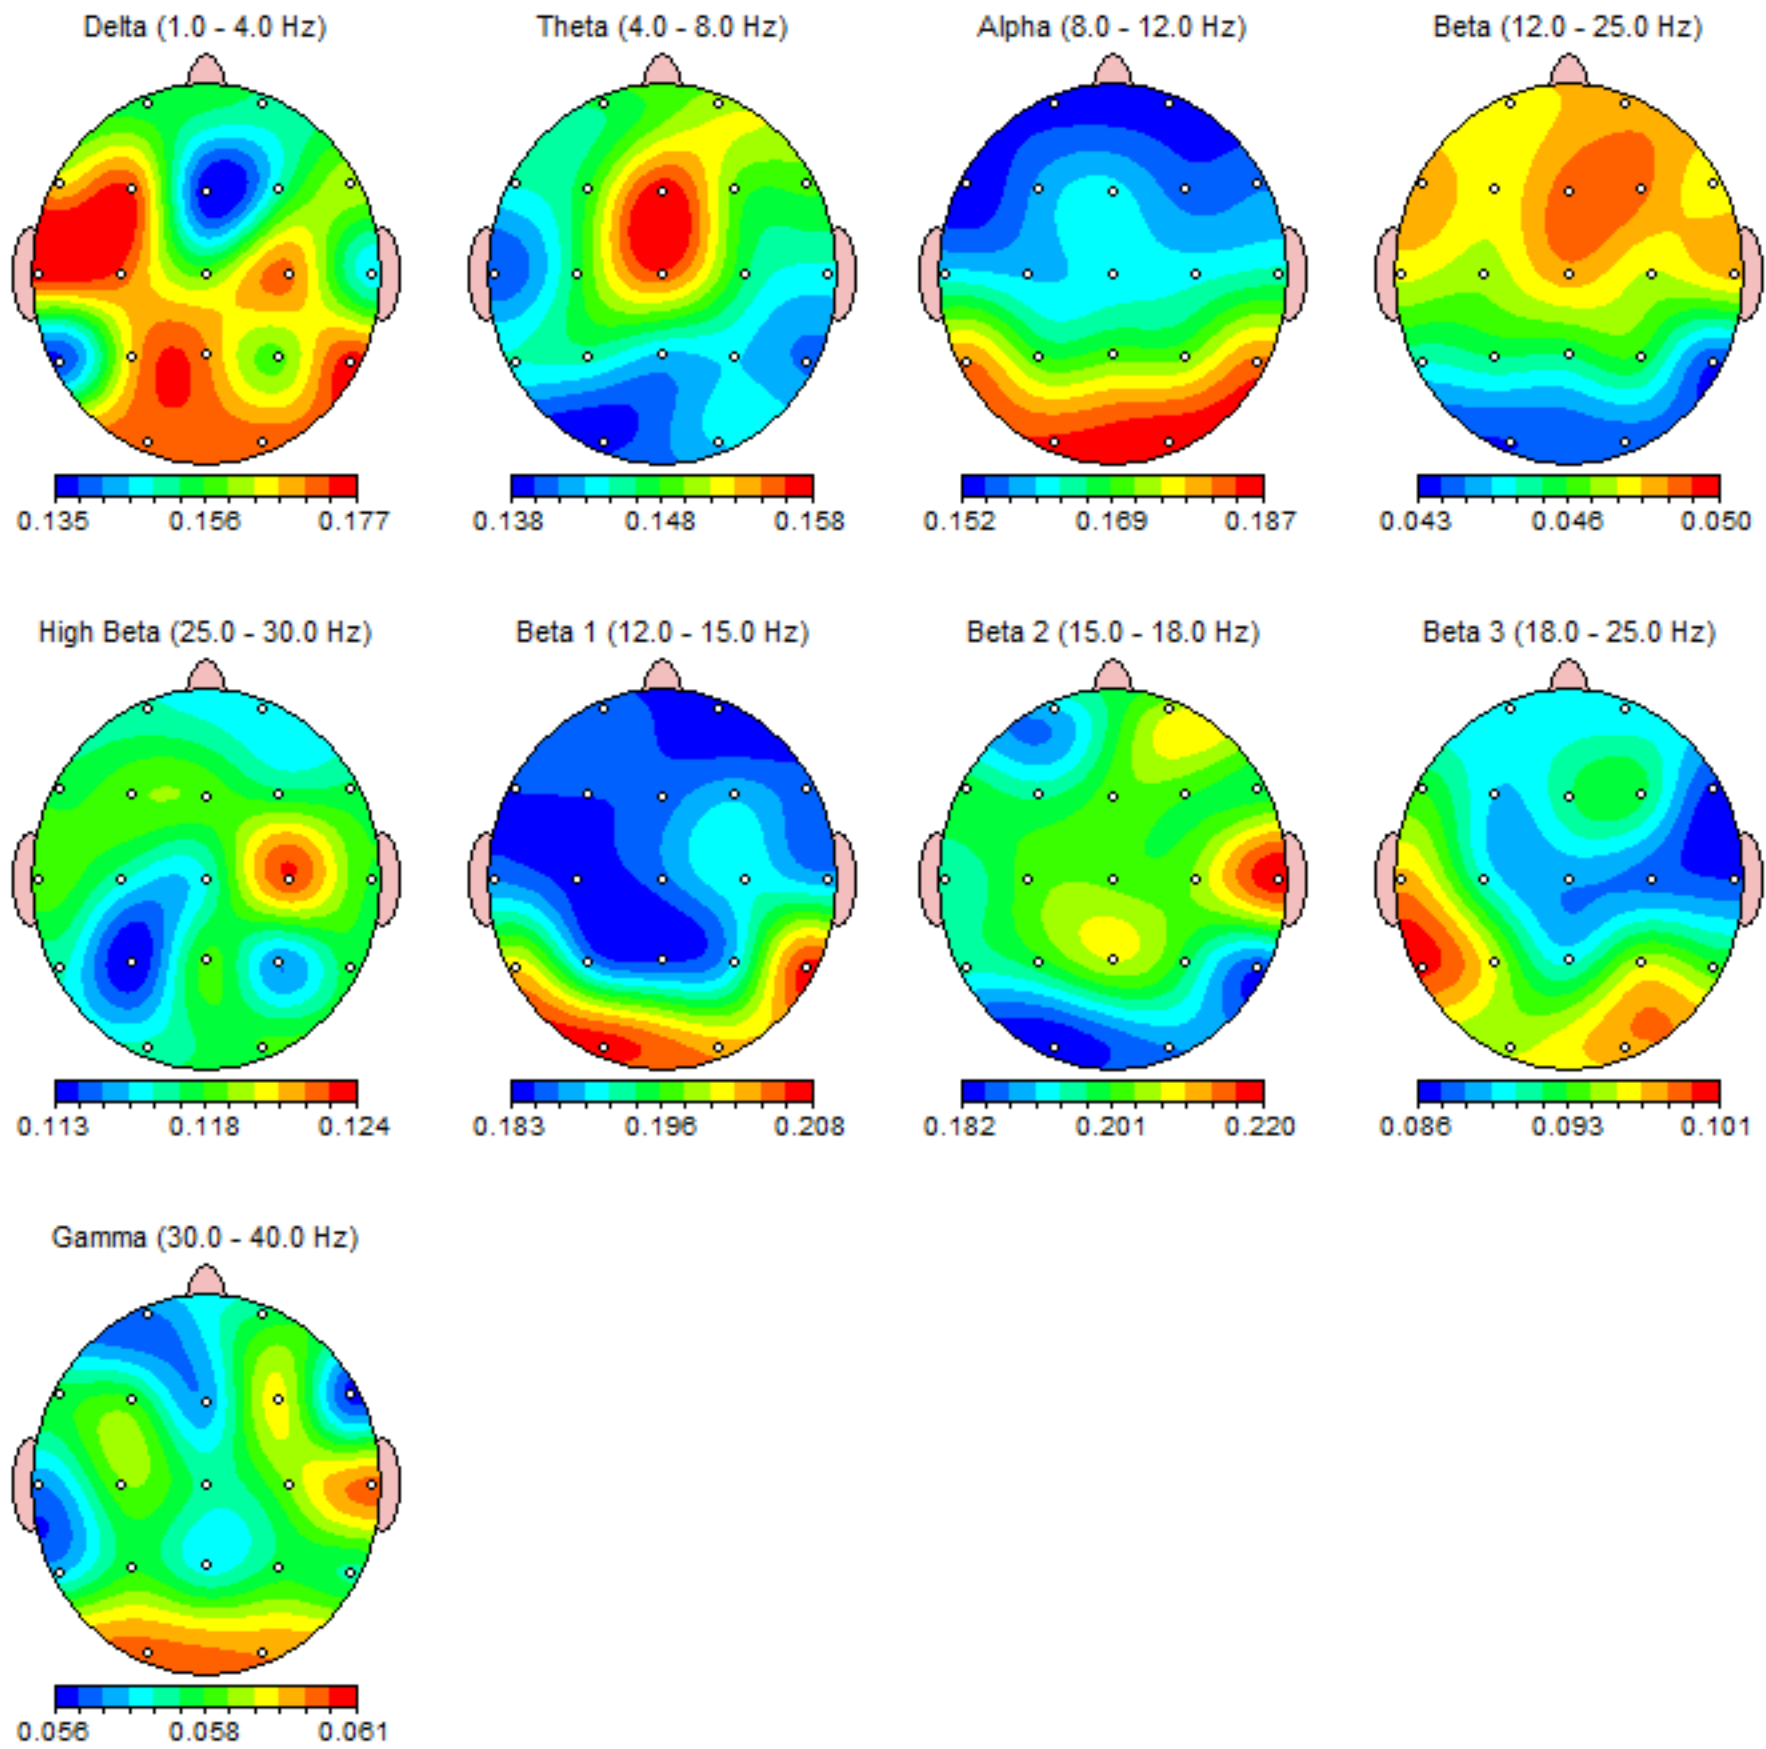 Delta (1.0 - 4.0 Hz) Theta (4.0 - 8.0 Hz) Alpha (8.0 - 12.0 Hz) Beta (12.0 - 25.0 Hz)
0.135 0.156 0.177 0.138 0.148 0.158 0.152 0.169 0.187 0.043 0.046 0.050
High Beta (25.0 - 30.0 Hz) Beta 1 (12.0 - 15.0 Hz) Beta 2 (15.0 - 18.0 Hz) Beta 3 (18.0 - 25.0 Hz)
0.113 0.118 0.124 0.183 0.196 0.208 0.182 0.201 0.220 0.086 0.093 0.101
Gamma (30.0 - 40.0 Hz)
0.056 0.058 0.061